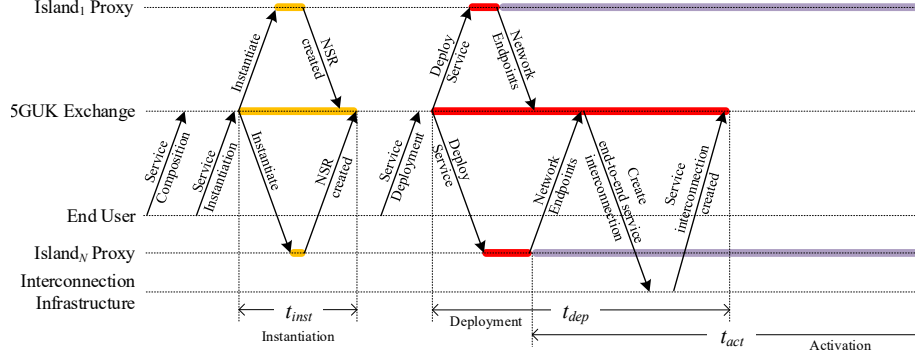 Island1 Proxy
Instantiate
NSR
created
Deploy
Service
Network
Endpoints
5GUK Exchange
Service
Composition
Service
Instantiation
Instantiate
NSR
created
Service
Deployment
Deploy
Service
Network
Endpoints
Create
end-to-end service
interconnection
Service
interconnection
created
End User
IslandN Proxy
Interconnection
Infrastructure
tinst
Instantiation
Deployment
tdep
tact
Activation